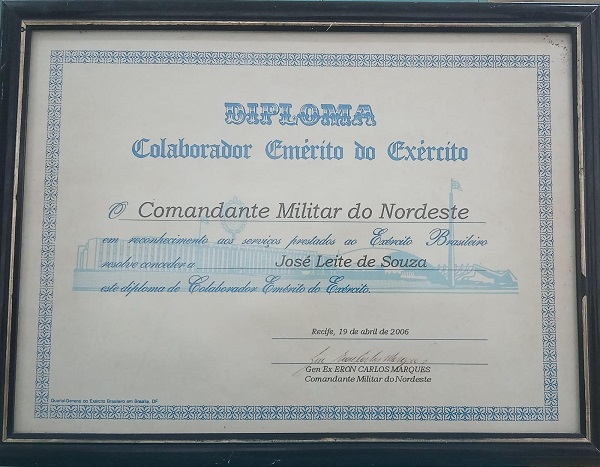 DIPLOMA
Colaborador Emérito do Exército
O Comandante Militar do Nordeste
em reconhecimento aos serviços prestados ao Exército Brasileiro
resolve conceder a José Leite de Souza
este diploma de Colaborador Emérito do Exército.
Recife, 19 de abril de 2006
Gen Ex ERON CARLOS MARQUES
Comandante Militar do Nordeste
Quartel-General do Exército Brasileiro em Brasília, DF